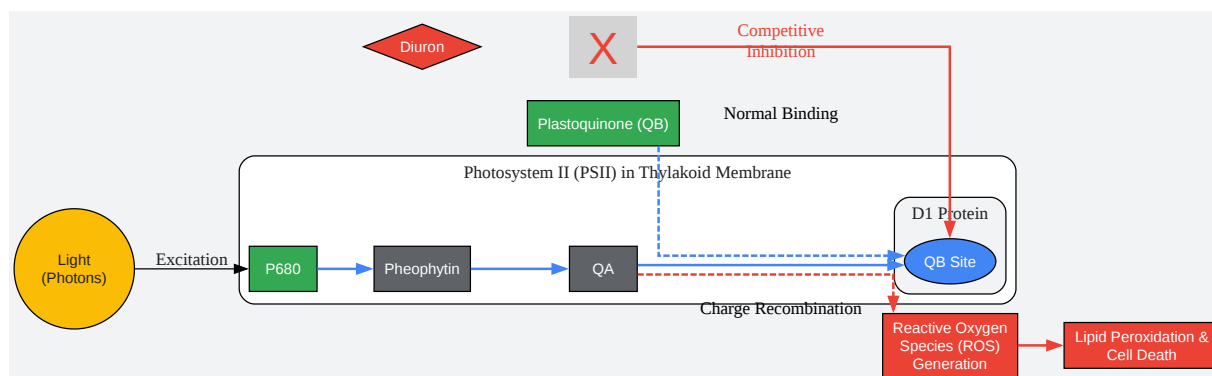 Diuron
X
Competitive
Inhibition
Plastoquinone (QB)
Normal Binding
Photosystem II (PSII) in Thylakoid Membrane
D1 Protein
Light
(Photons)
Excitation
P680
Pheophytin
QA
QB Site
Charge Recombination
Reactive Oxygen
Species (ROS)
Generation
Lipid Peroxidation &
Cell Death